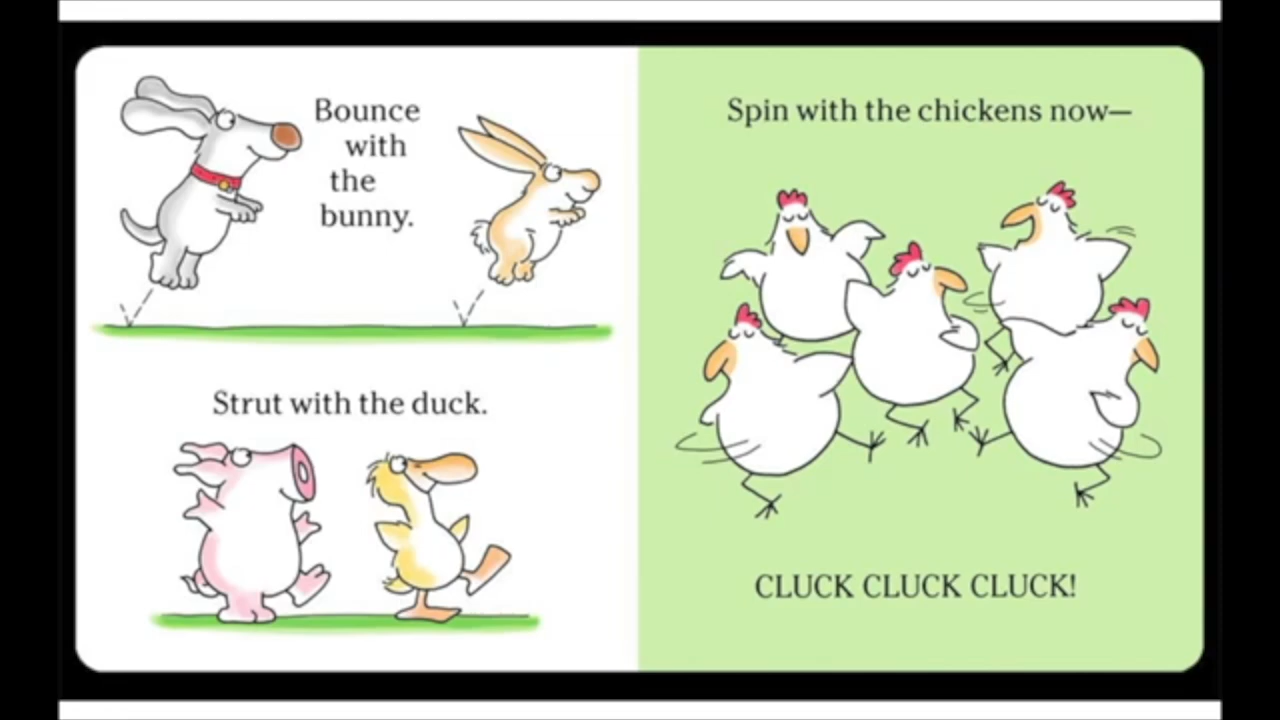 Bounce
with
the
bunny.
Strut with the duck.
Spin with the chickens now—
CLUCK CLUCK CLUCK!